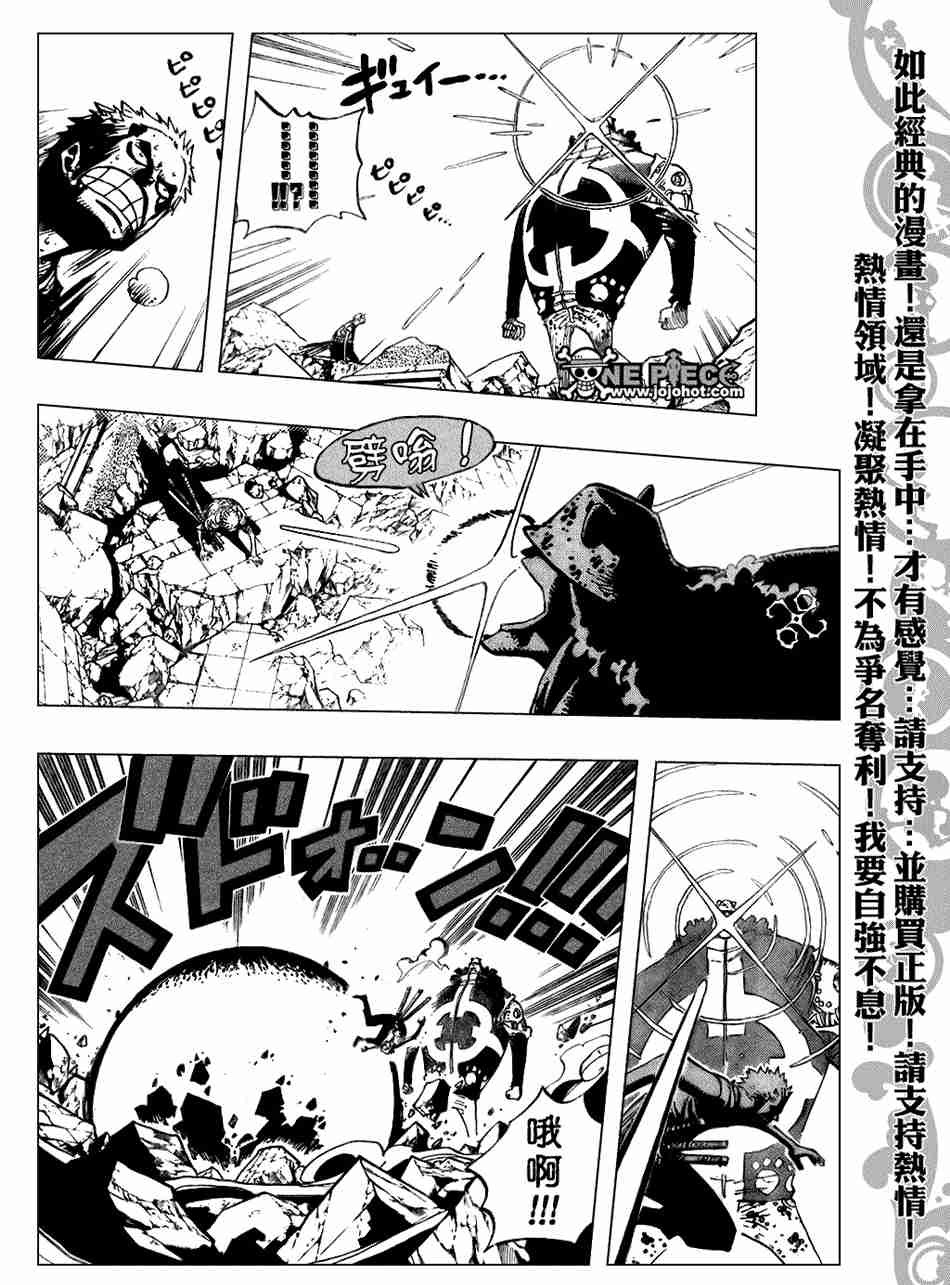 ギュイー…
………………!!?
ピピピピ…
ピピピピピ
ONE PIECE
www.jojohot.com
劈嗡！
ズドォーン!!!
哦啊!!!
如此經典的漫畫！還是拿在手中…才有感覺…請支持…並購買正版！請支持熱情！
熱情領域！凝聚熱情！不為爭名奪利！我要自強不息！